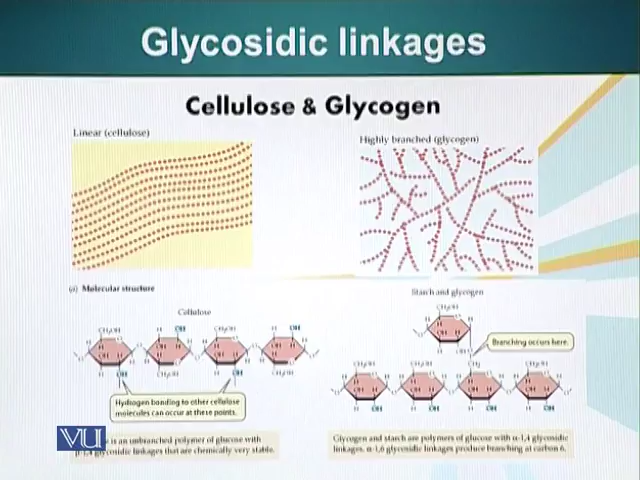 Glycosidic linkages
Cellulose & Glycogen
Linear (cellulose)
Highly branched (glycogen)
(a) Molecular structure
Cellulose
Starch and glycogen
Branching occurs here.
Hydrogen bonding to other cellulose
molecules can occur at these points.
VU
is an unbranched polymer of glucose with
β-1,4 glycosidic linkages that are chemically very stable.
Glycogen and starch are polymers of glucose with α-1,4 glycosidic
linkages. α-1,6 glycosidic linkages produce branching at carbon 6.